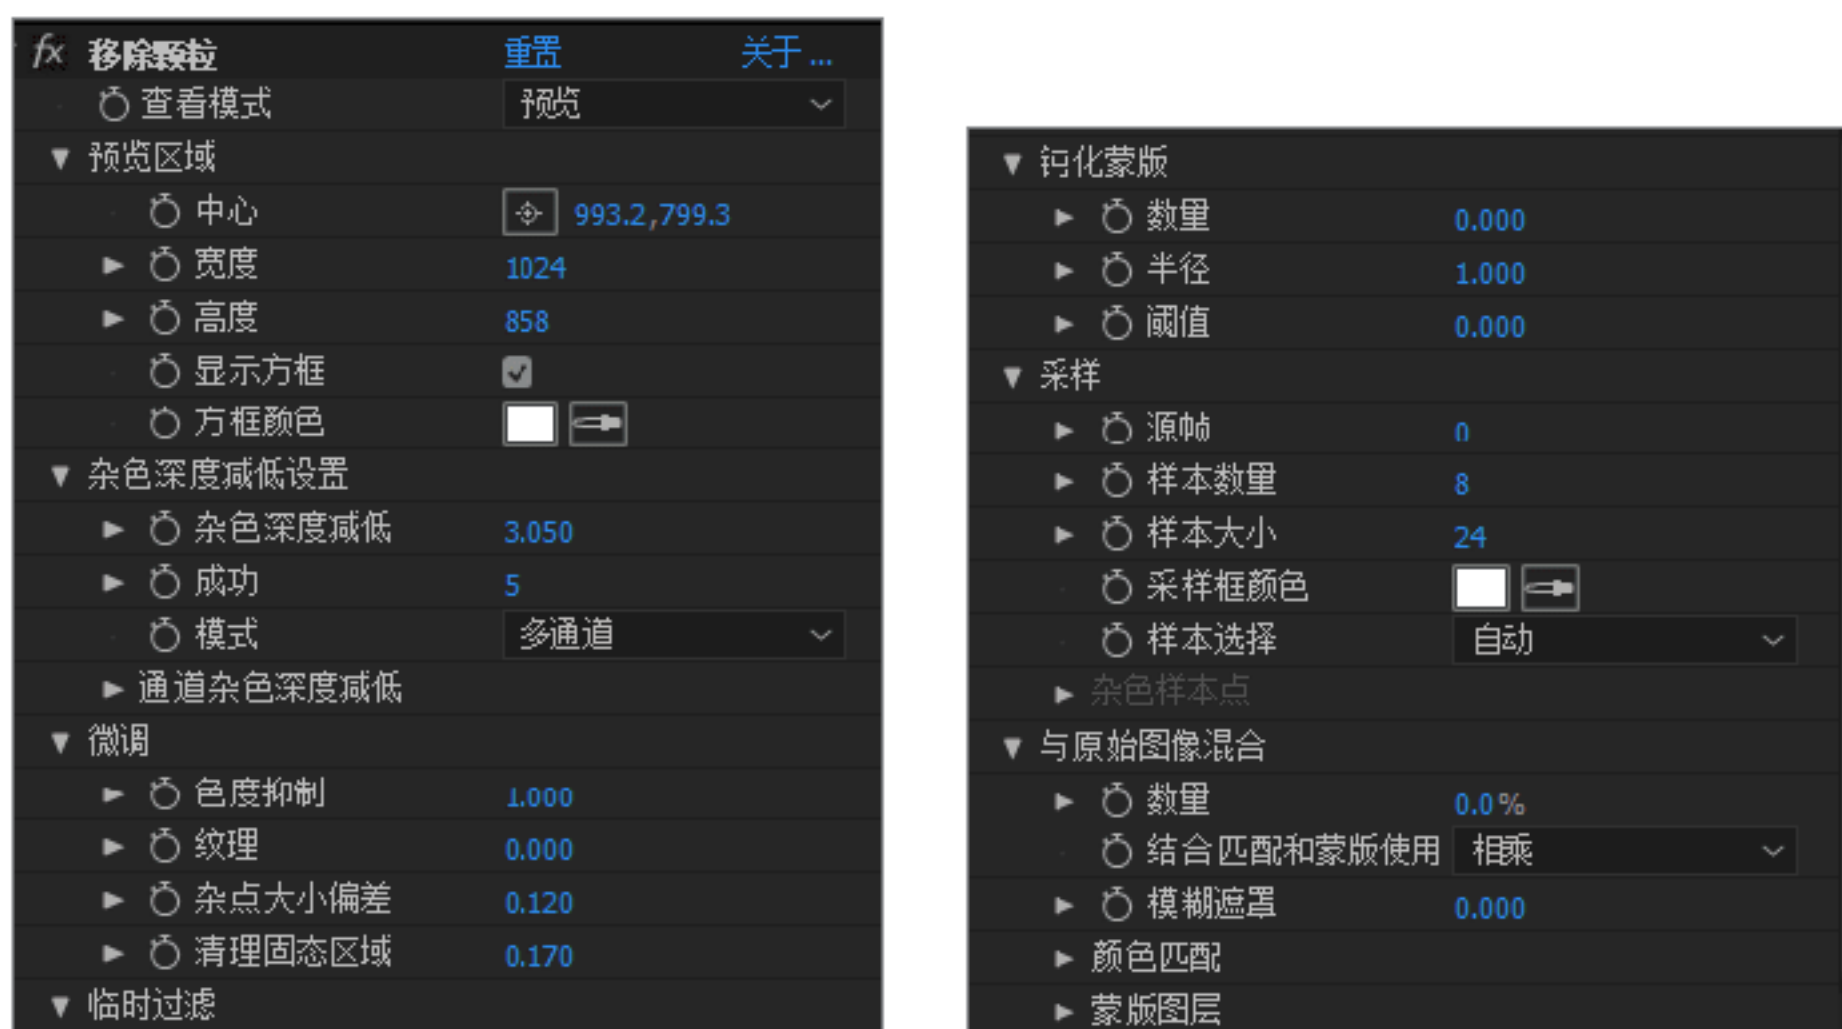 fx 移除颗粒 重置 关于...
查看模式 预览
预览区域
中心 993.2,799.3
宽度 1024
高度 858
显示方框
方框颜色
杂色深度减低设置
杂色深度减低 3.050
成功 5
模式 多通道
通道杂色深度减低
微调
色度抑制 1.000
纹理 0.000
杂点大小偏差 0.120
清理固态区域 0.170
临时过滤
钝化蒙版
数量 0.000
半径 1.000
阈值 0.000
采样
源帧 0
样本数量 8
样本大小 24
采样框颜色
样本选择 自动
杂色样本点
与原始图像混合
数量 0.0%
结合匹配和蒙版使用 相乘
模糊遮罩 0.000
颜色匹配
蒙版图层